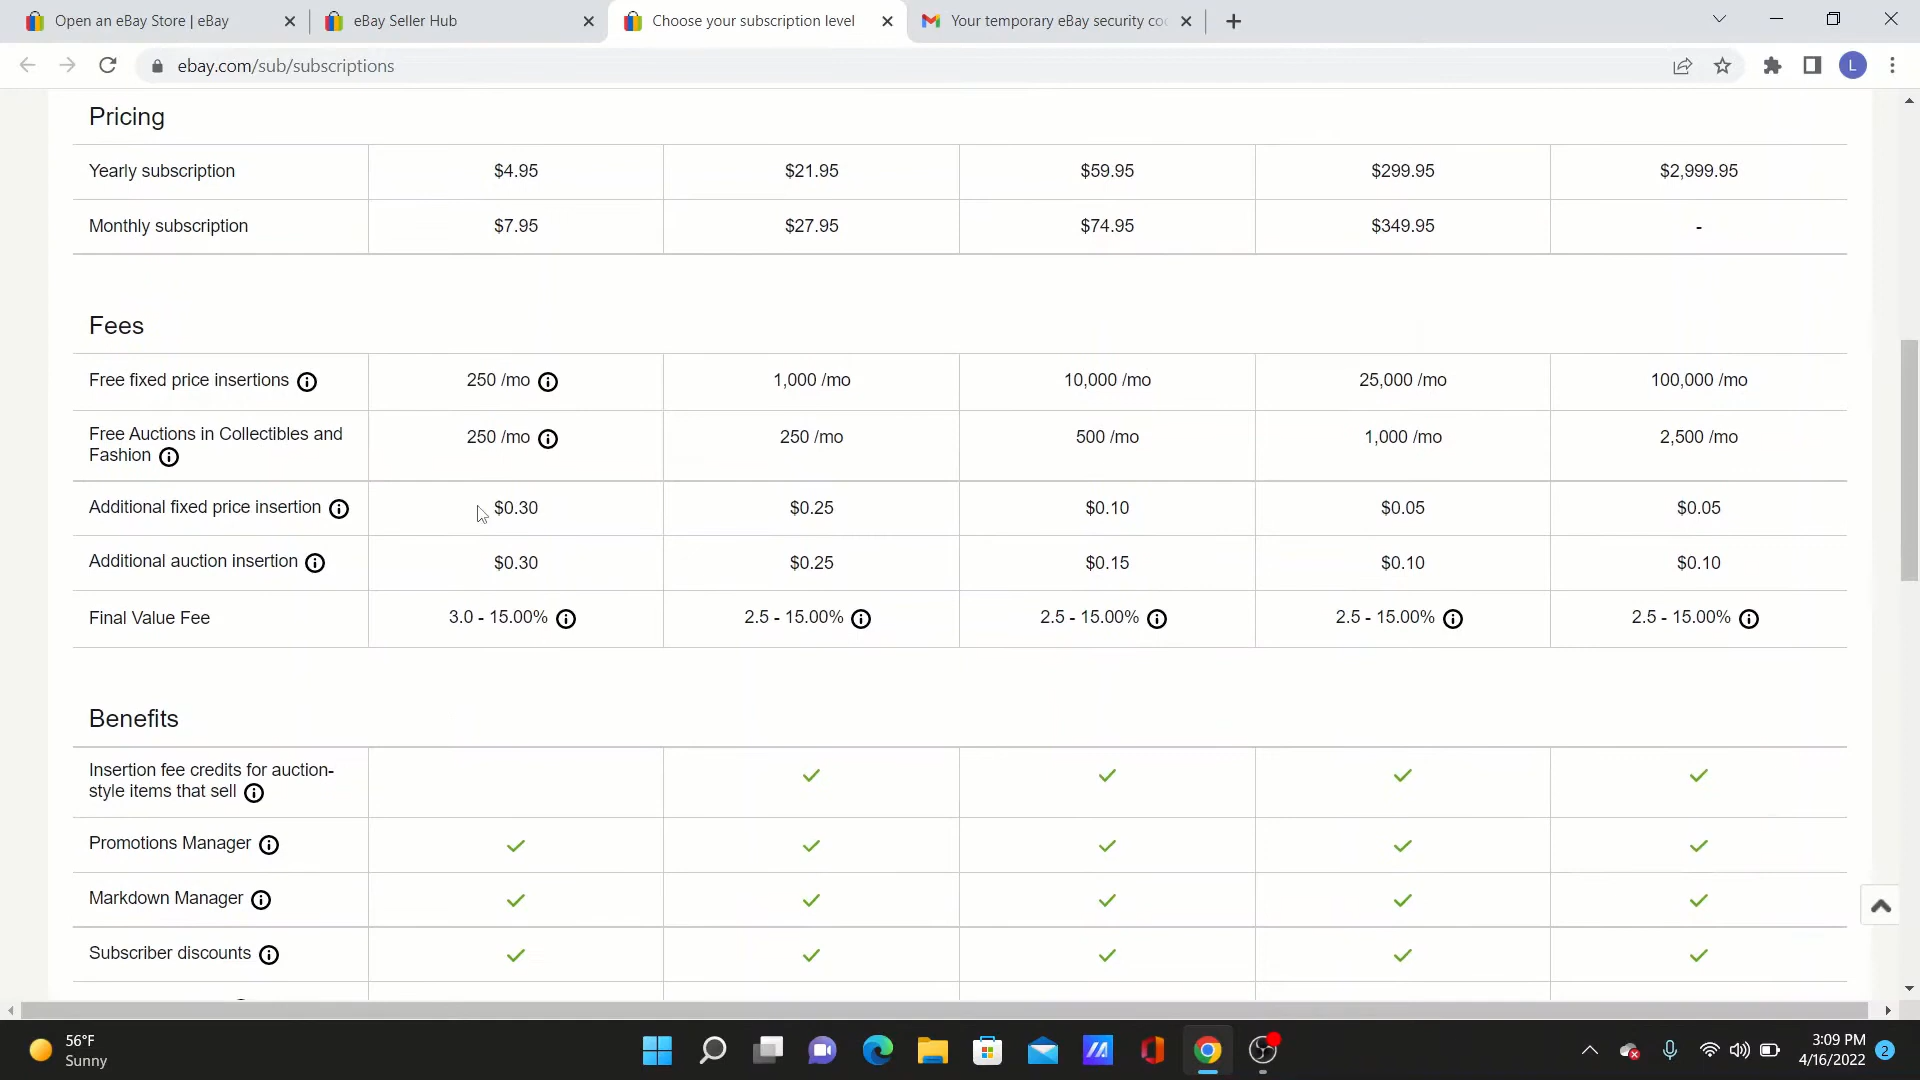 Open an eBay Store | eBay
eBay Seller Hub
Choose your subscription level
Your temporary eBay security co
ebay.com/sub/subscriptions
L
Pricing
Yearly subscription $4.95 $21.95 $59.95 $299.95 $2,999.95
Monthly subscription $7.95 $27.95 $74.95 $349.95 -
Fees
Free fixed price insertions 250 /mo 1,000 /mo 10,000 /mo 25,000 /mo 100,000 /mo
Free Auctions in Collectibles and
Fashion 250 /mo 250 /mo 500 /mo 1,000 /mo 2,500 /mo
Additional fixed price insertion $0.30 $0.25 $0.10 $0.05 $0.05
Additional auction insertion $0.30 $0.25 $0.15 $0.10 $0.10
Final Value Fee 3.0 - 15.00% 2.5 - 15.00% 2.5 - 15.00% 2.5 - 15.00% 2.5 - 15.00%
Benefits
Insertion fee credits for auction-
style items that sell
Promotions Manager
Markdown Manager
Subscriber discounts
56°F
Sunny
3:09 PM
4/16/2022
2